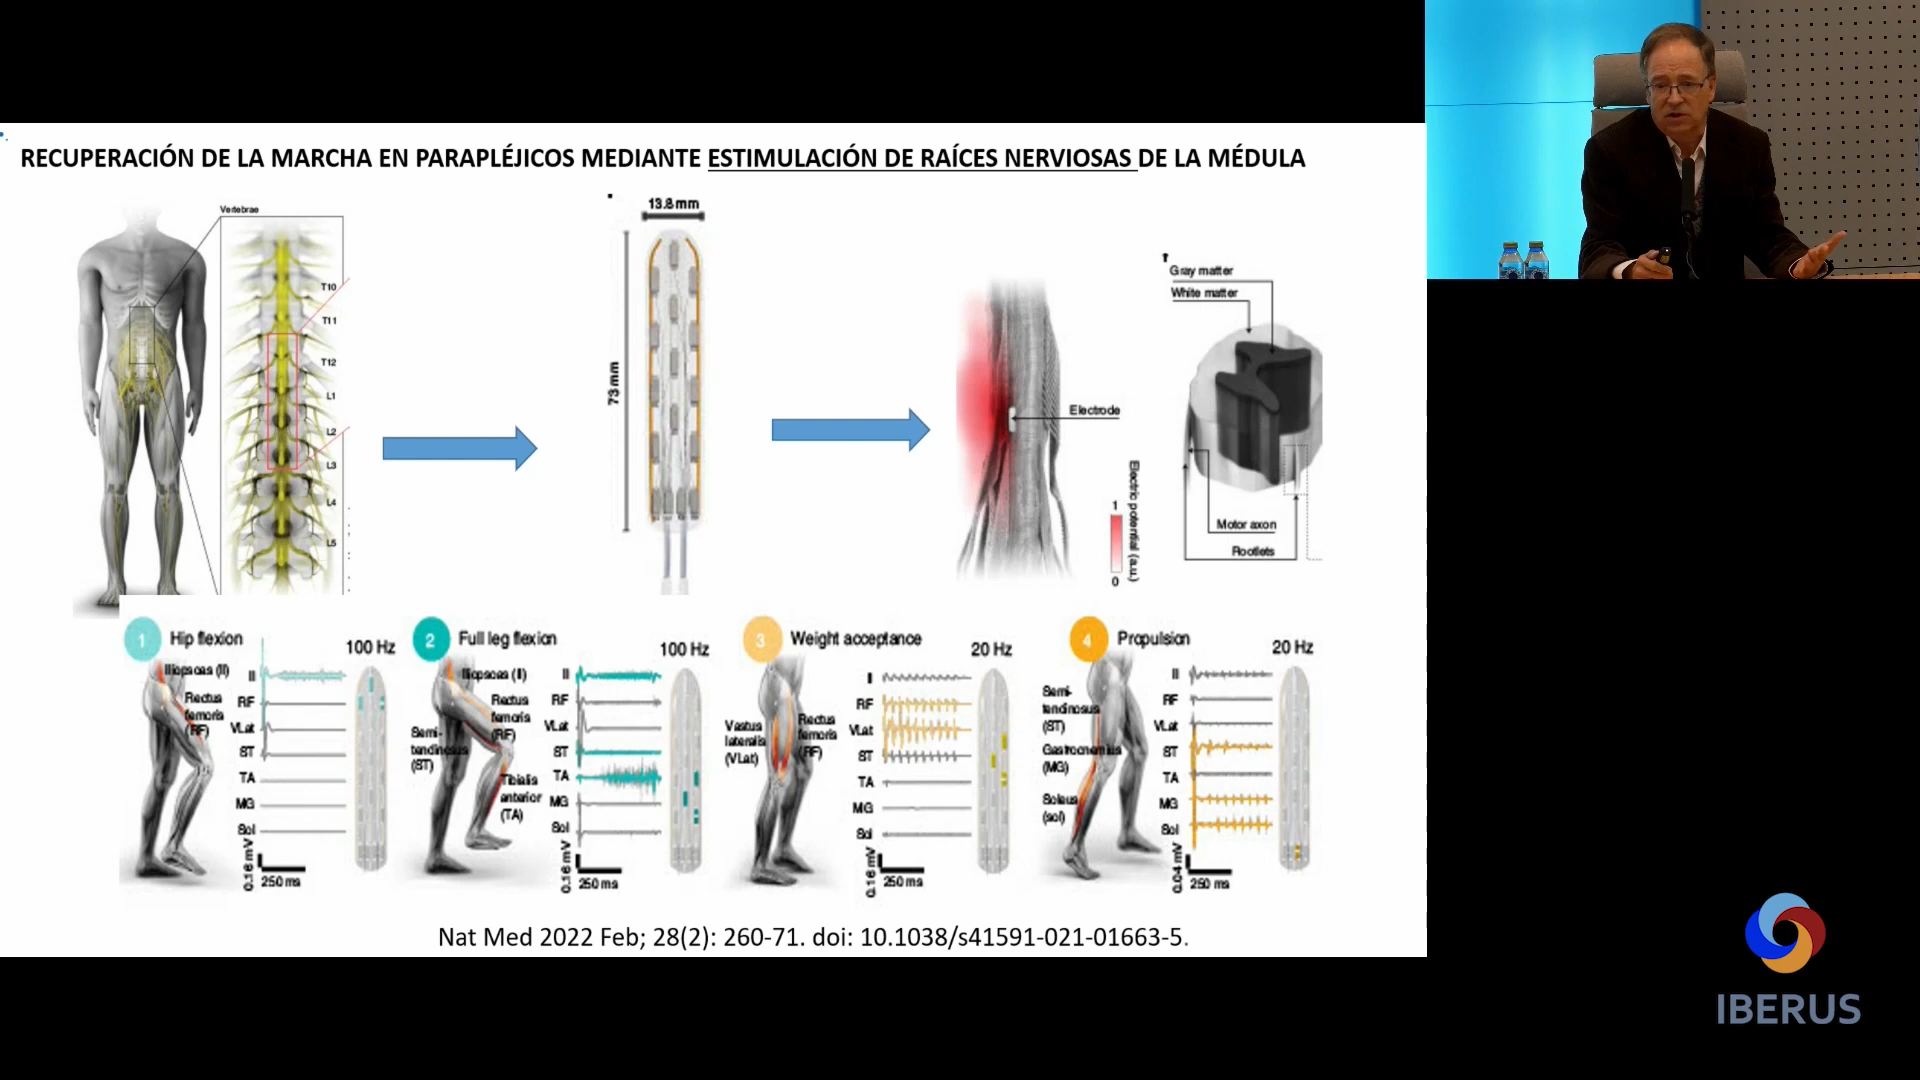 RECUPERACIÓN DE LA MARCHA EN PARAPLÉJICOS MEDIANTE ESTIMULACIÓN DE RAÍCES NERVIOSAS DE LA MÉDULA
Vertebrae
T10
T11
T12
L1
L2
L3
L4
L5
13.8 mm
73 mm
Electrode
1
0
Electric potential (a.u.)
Gray matter
White matter
Motor axon
Rootlets
1 Hip flexion
100 Hz
Iliopsoas (Il)
Rectus
femoris
(RF)
Il
RF
VLat
ST
TA
MG
Sol
0.16 mV
250 ms
2 Full leg flexion
100 Hz
Iliopsoas (Il)
Rectus
femoris
(RF)
Semi-
tendinosus
(ST)
Tibialis
anterior
(TA)
Il
RF
VLat
ST
TA
MG
Sol
0.16 mV
250 ms
3 Weight acceptance
20 Hz
Vastus
lateralis
(VLat)
Rectus
femoris
(RF)
Il
RF
VLat
ST
TA
MG
Sol
0.16 mV
250 ms
4 Propulsion
20 Hz
Semi-
tendinosus
(ST)
Gastrocnemius
(MG)
Soleus
(sol)
Il
RF
VLat
ST
TA
MG
Sol
0.04 mV
250 ms
Nat Med 2022 Feb; 28(2): 260-71. doi: 10.1038/s41591-021-01663-5.
IBERUS